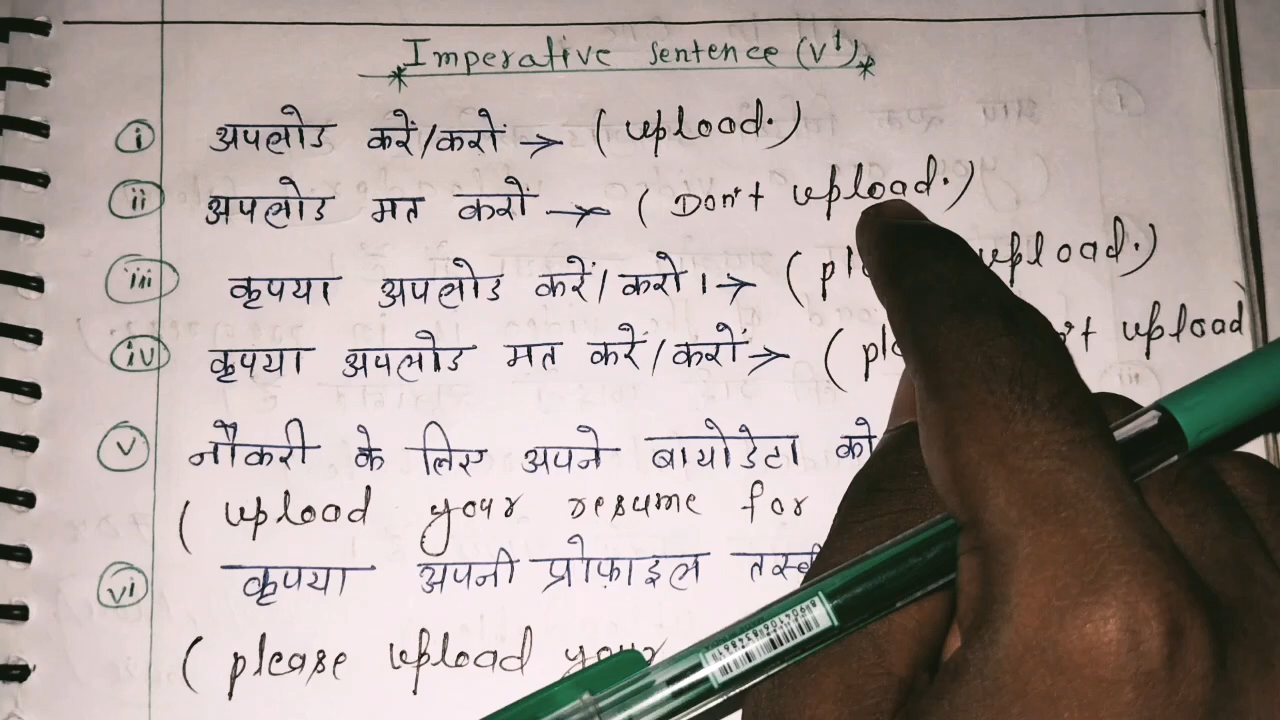 Imperative sentence (V¹)
(i) अपलोड करें/करों → (upload.)
(ii) अपलोड मत करों → (Don't upload.)
(iii) कृपया अपलोड करें/करो। → ( upload.)
(iv) कृपया अपलोड मत करें/करों → ( upload
(v) नौकरी के लिए अपने बायोडेटा को
( upload your resume for
(vi) कृपया अपनी प्रोफ़ाइल
( please upload your